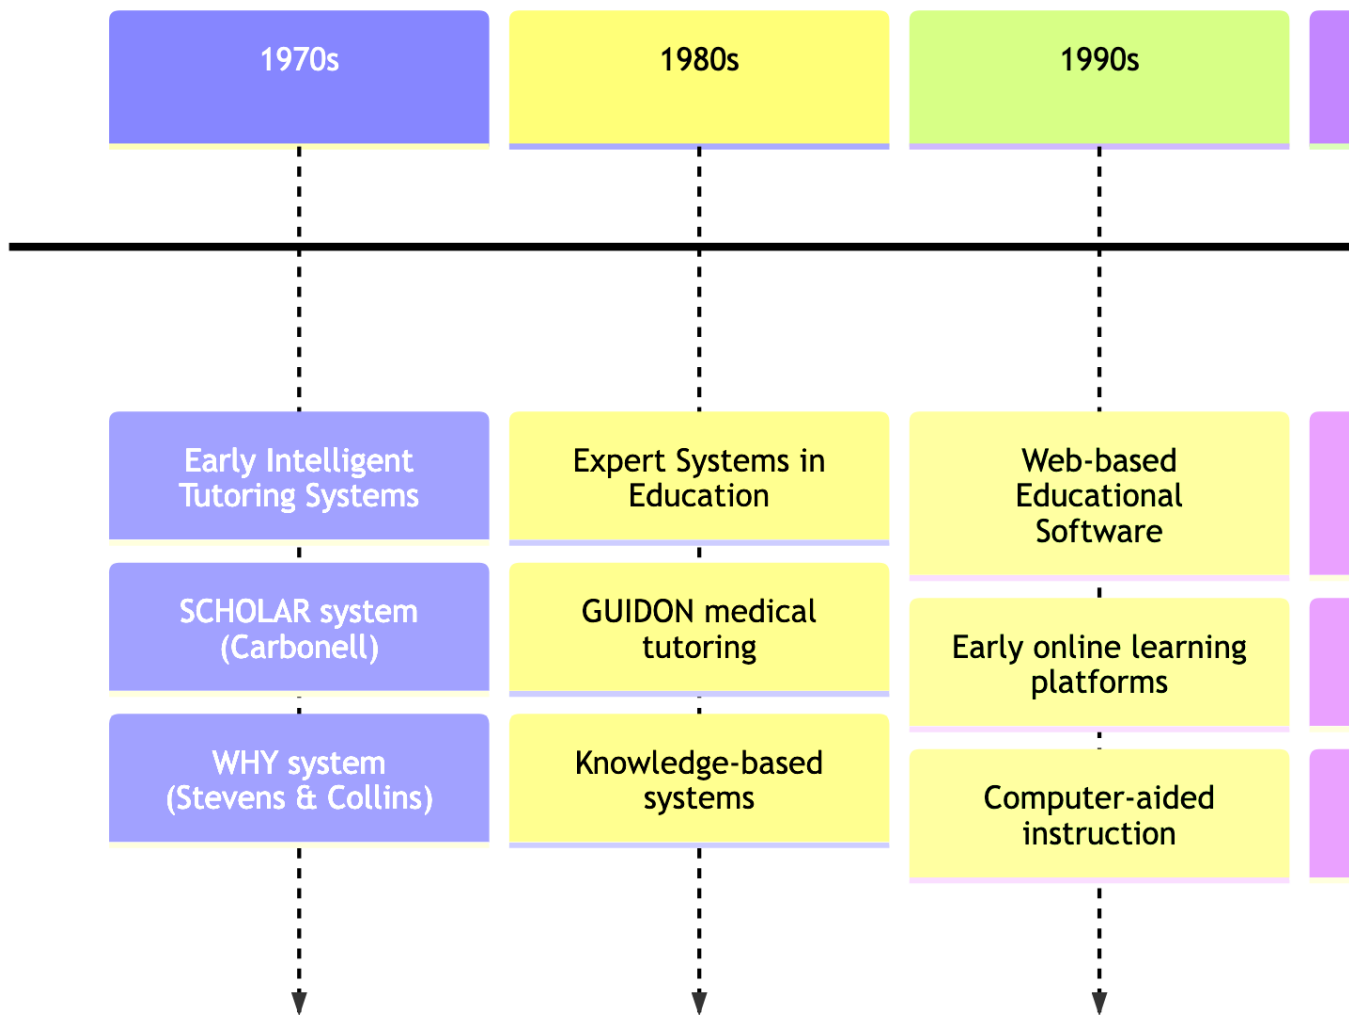 1970s
1980s
1990s
Early Intelligent
Tutoring Systems
SCHOLAR system
(Carbonell)
WHY system
(Stevens & Collins)
Expert Systems in
Education
GUIDON medical
tutoring
Knowledge-based
systems
Web-based
Educational
Software
Early online learning
platforms
Computer-aided
instruction